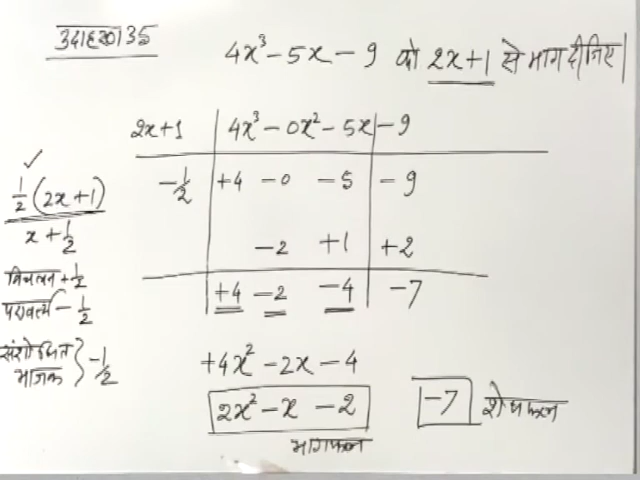 उदाहरण 35
4x³ - 5x - 9 को 2x+1 से भाग दीजिए।
2x+1 | 4x³ - 0x² - 5x | - 9
-1/2 | +4 -0 -5 | -9
-2 +1 | +2
+4 -2 -4 | -7
✓
1/2 (2x+1)
x + 1/2
विचलन + 1/2
परावर्त्य - 1/2
संशोधित भाजक } -1/2
+4x² - 2x - 4
2x² - x - 2
भागफल
-7 शेषफल